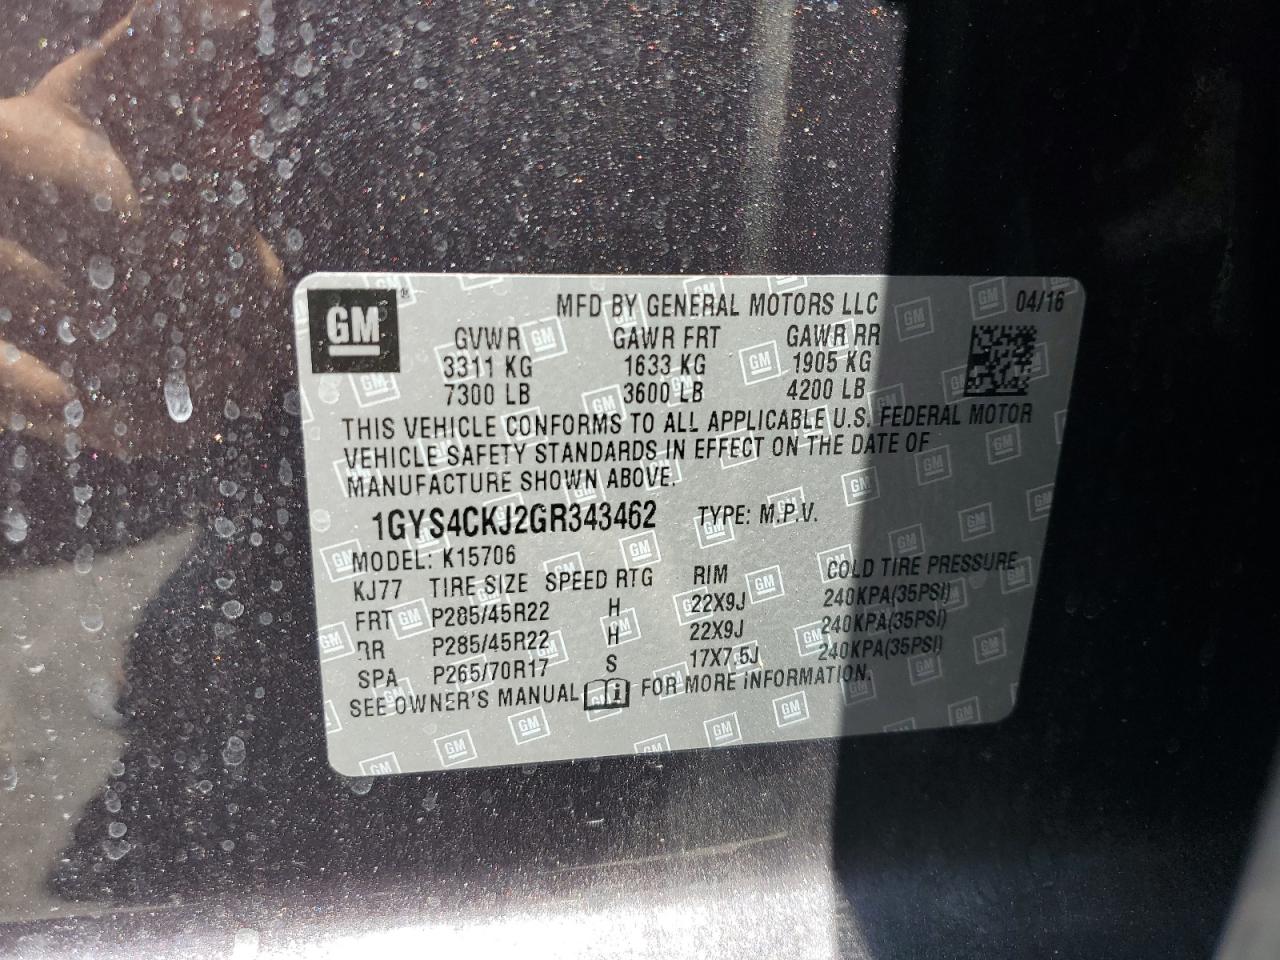 GM ® MFD BY GENERAL MOTORS LLC 04/16
GVWR GAWR FRT GAWR RR
3311 KG 1633 KG 1905 KG
7300 LB 3600 LB 4200 LB
THIS VEHICLE CONFORMS TO ALL APPLICABLE U.S. FEDERAL MOTOR
VEHICLE SAFETY STANDARDS IN EFFECT ON THE DATE OF
MANUFACTURE SHOWN ABOVE.
1GYS4CKJ2GR343462 TYPE: M.P.V.
MODEL: K15706
KJ77 TIRE SIZE SPEED RTG RIM COLD TIRE PRESSURE
FRT P285/45R22 H 22X9J 240KPA(35PSI)
RR P285/45R22 H 22X9J 240KPA(35PSI)
SPA P265/70R17 S 17X7.5J 240KPA(35PSI)
SEE OWNER'S MANUAL i FOR MORE INFORMATION.